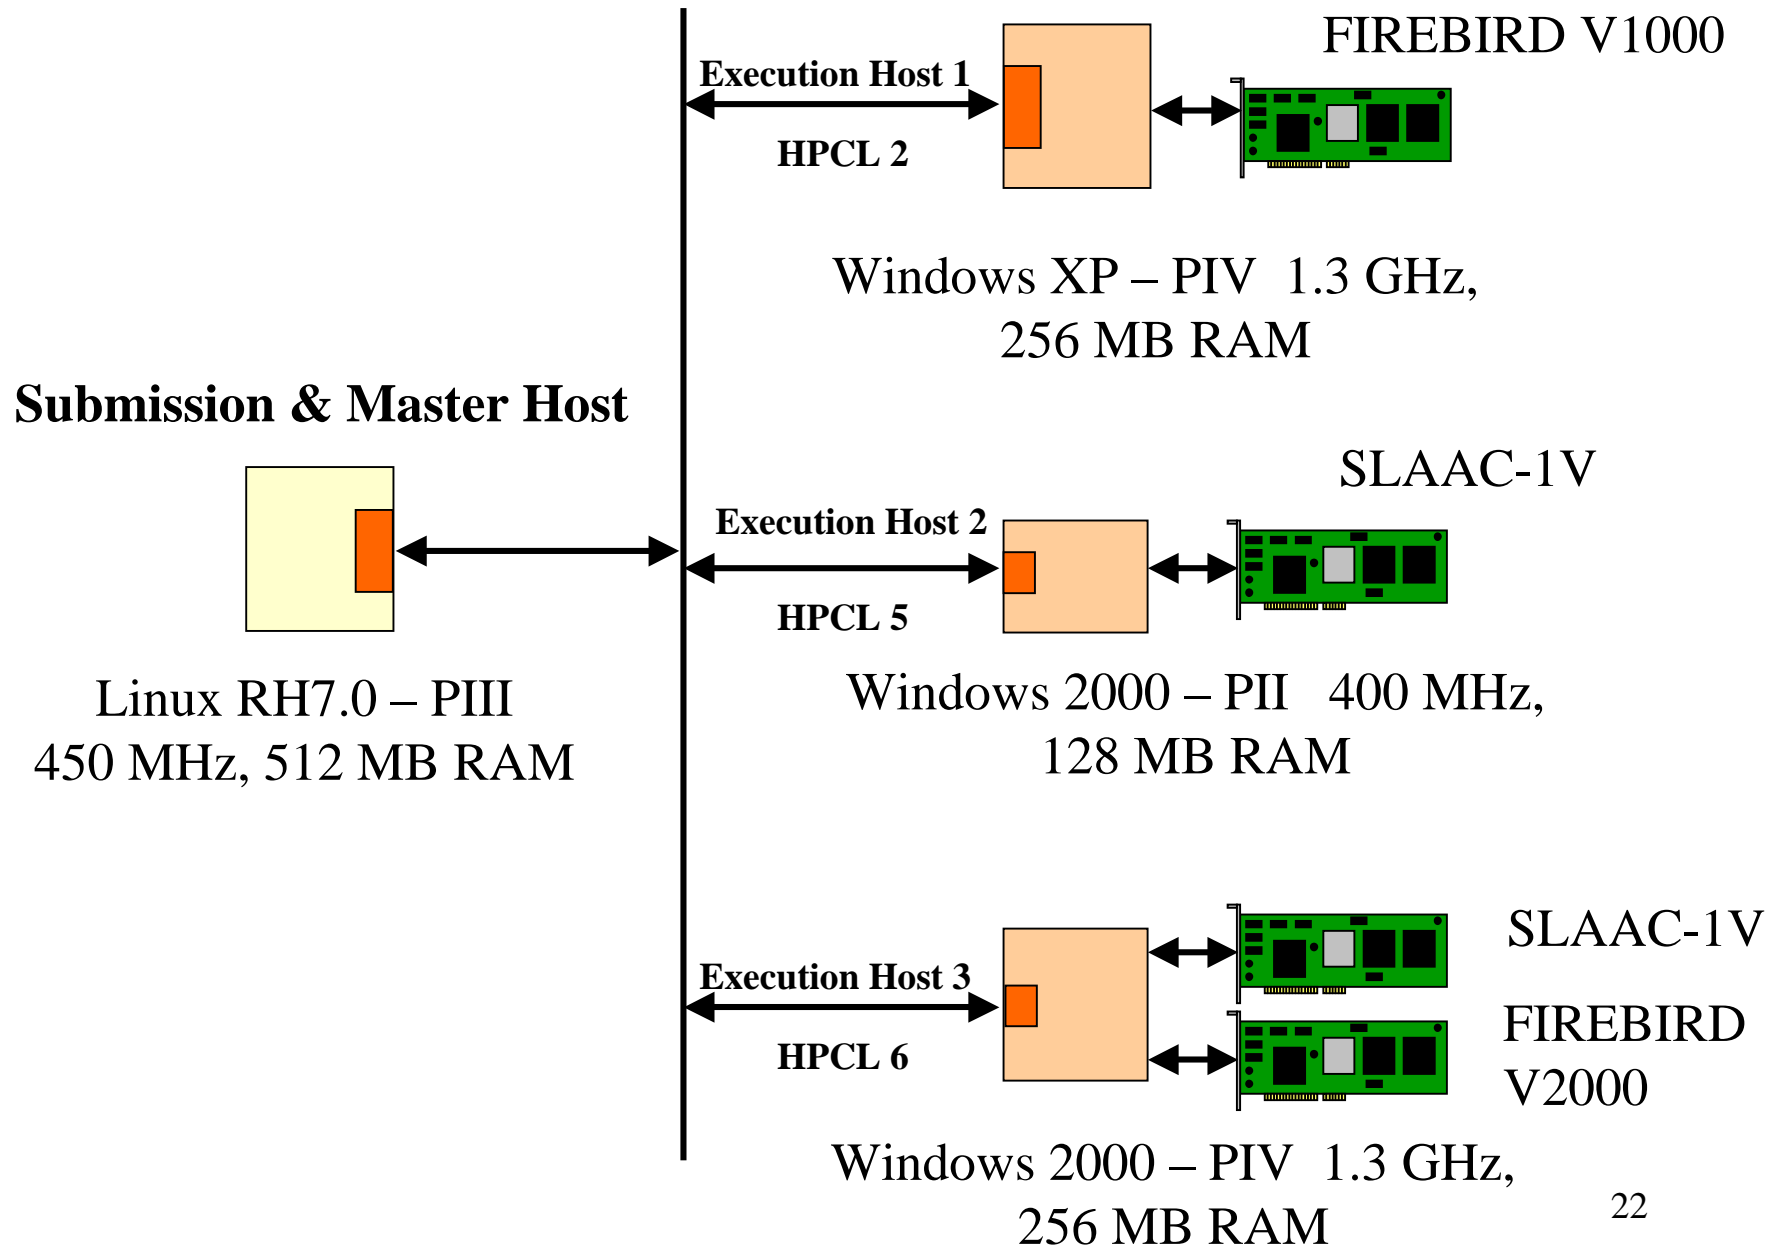 FIREBIRD V1000
Execution Host 1
HPCL 2
Windows XP – PIV 1.3 GHz,
256 MB RAM
Submission & Master Host
SLAAC-1V
Execution Host 2
HPCL 5
Linux RH7.0 – PIII
450 MHz, 512 MB RAM
Windows 2000 – PII 400 MHz,
128 MB RAM
SLAAC-1V
Execution Host 3
FIREBIRD
V2000
HPCL 6
Windows 2000 – PIV 1.3 GHz,
256 MB RAM
22